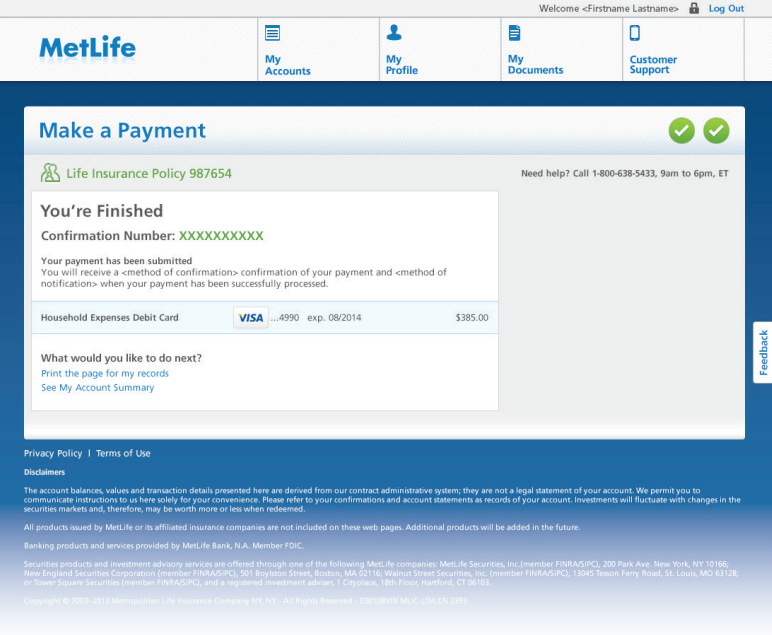 Welcome <Firstname Lastname>
Log Out
MetLife
My
Accounts
My
Profile
My
Documents
Customer
Support
Make a Payment
Life Insurance Policy 987654
Need help? Call 1-800-638-5433, 9am to 6pm, ET
You're Finished
Confirmation Number: XXXXXXXXXX
Your payment has been submitted
You will receive a <method of confirmation> confirmation of your payment and <method of
notification> when your payment has been successfully processed.
Household Expenses Debit Card VISA ...4990 exp. 08/2014 $385.00
What would you like to do next?
Print the page for my records
See My Account Summary
Feedback
Privacy Policy | Terms of Use
Disclaimers
The account balances, values and transaction details presented here are derived from our contract administrative system; they are not a legal statement of your account. We permit you to
communicate instructions to us here solely for your convenience. Please refer to your confirmations and account statements as records of your account. Investments will fluctuate with changes in the
securities markets and, therefore, may be worth more or less when redeemed.
All products issued by MetLife or its affiliated insurance companies are not included on these web pages. Additional products will be added in the future.
Banking products and services provided by MetLife Bank, N.A. Member FDIC.
Securities products and investment advisory services are offered through one of the following MetLife companies: MetLife Securities, Inc.(member FINRA/SIPC), 200 Park Ave. New York, NY 10166;
New England Securities Corporation (member FINRA/SIPC), 501 Boylston Street, Boston, MA 02116; Walnut Street Securities, Inc. (member FINRA/SIPC), 13045 Tesson Ferry Road, St. Louis, MO 63128;
or Tower Square Securities (member FINRA/SIPC), and a registered investment adviser, 1 Cityplace, 18th Floor, Hartford, CT 06103.
Copyright © 2003-2012 Metropolitan Life Insurance Company NY, NY - All Rights Reserved -